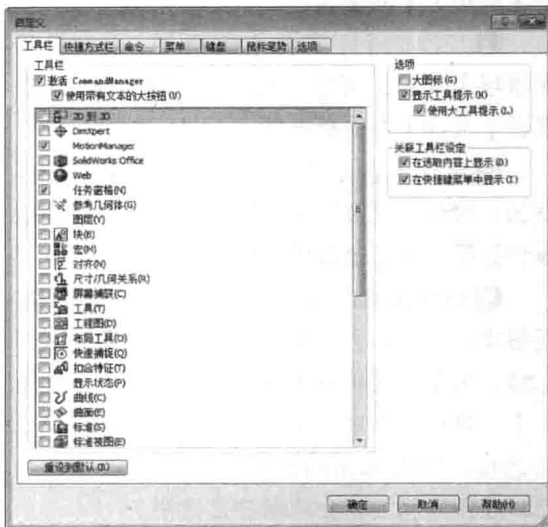 自定义
工具栏 快捷方式栏 命令 菜单 键盘 鼠标笔势 选项
工具栏
激活 CommandManager
使用带有文本的大按钮(V)
2D 到 3D
DimXpert
MotionManager
SolidWorks Office
Web
任务窗格(N)
参考几何体(G)
图层(Y)
块(B)
宏(M)
对齐(N)
尺寸/几何关系(R)
屏幕捕获(C)
工具(T)
工程图(D)
布局工具(O)
快速捕捉(Q)
扣合特征(T)
显示状态(P)
曲线(C)
曲面(E)
标准(S)
标准视图(E)
重设到默认(R)
选项
大图标(G)
显示工具提示(H)
使用大工具提示(L)
关联工具栏设定
在选取内容上显示(O)
在快捷键菜单中显示(I)
确定 取消 帮助(H)